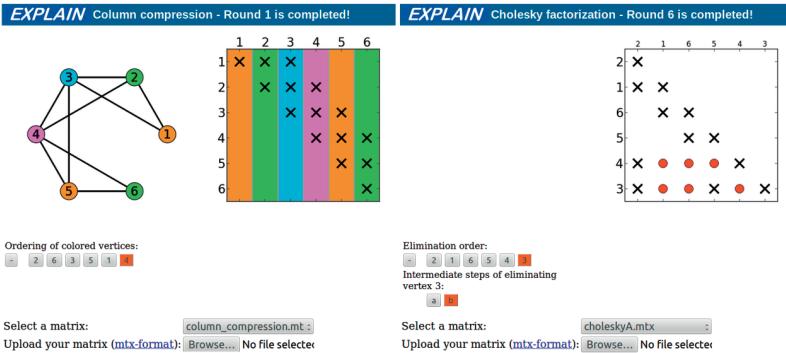 EXPLAIN Column compression - Round 1 is completed!
1 2 3 4 5 6
1
2
3
4
5
6
3
2
4
1
5
6
Ordering of colored vertices:
- 2 6 3 5 1 4
Select a matrix: column_compression.mt
Upload your matrix (mtx-format): Browse... No file selected
EXPLAIN Cholesky factorization - Round 6 is completed!
2 1 6 5 4 3
2
1
6
5
4
3
Elimination order:
- 2 1 6 5 4 3
Intermediate steps of eliminating
vertex 3:
a b
Select a matrix: choleskyA.mtx
Upload your matrix (mtx-format): Browse... No file selected